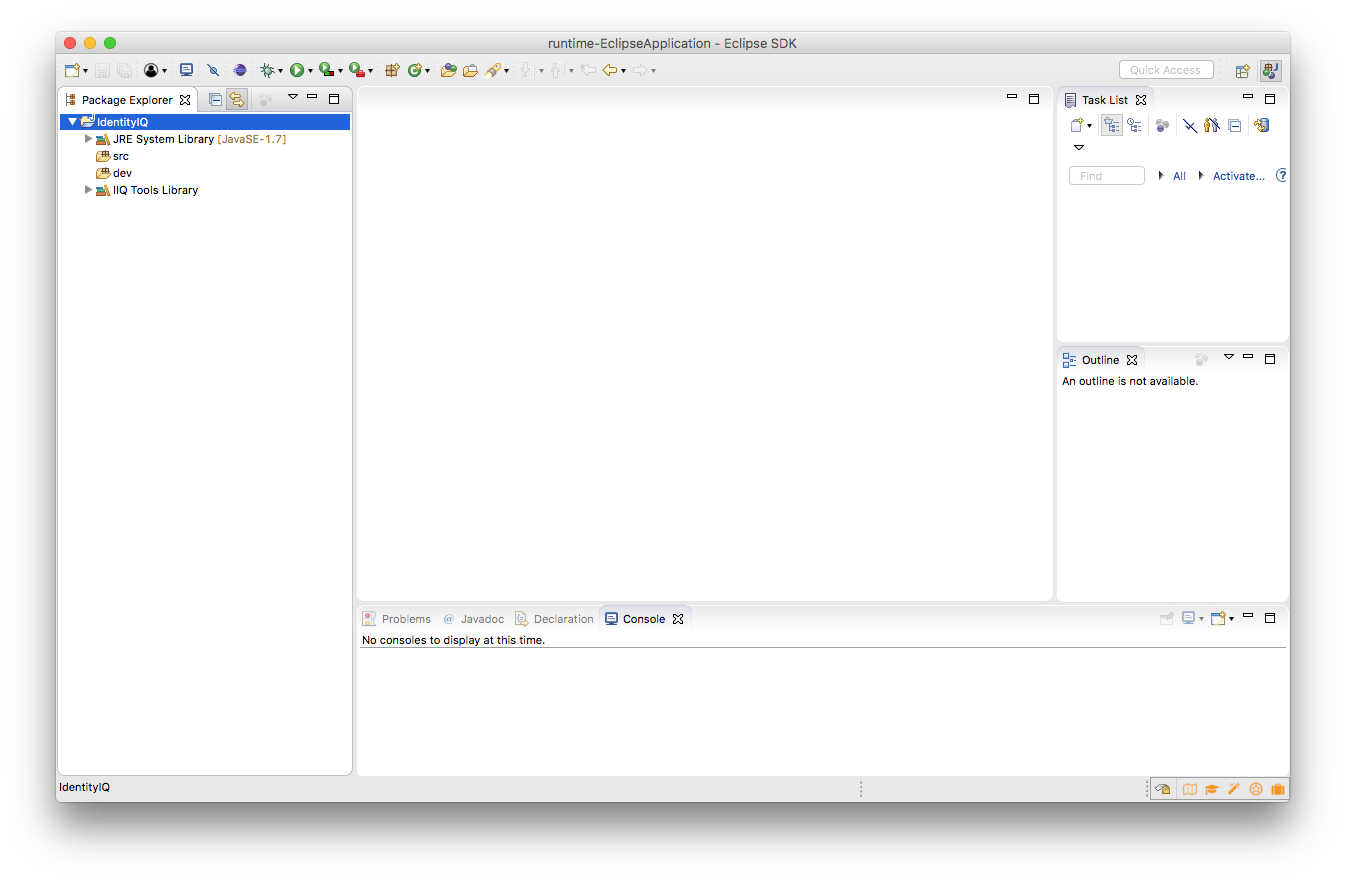 runtime-EclipseApplication - Eclipse SDK
Quick Access
Package Explorer
IdentityIQ
JRE System Library [JavaSE-1.7]
src
dev
IIQ Tools Library
Task List
Find
All
Activate...
?
Outline
An outline is not available.
Problems
@ Javadoc
Declaration
Console
No consoles to display at this time.
IdentityIQ